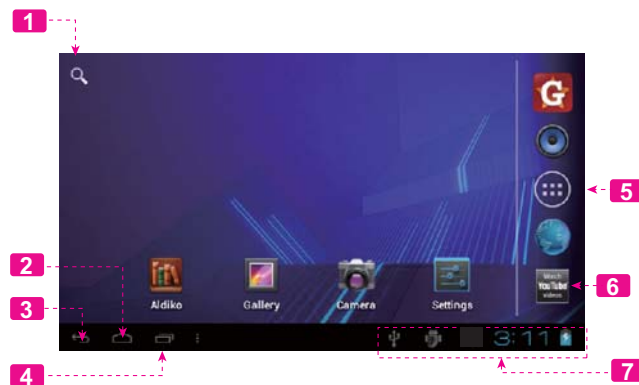 1
G
5
Watch
YouTube
videos
6
2
3
4
Aldiko
Gallery
Camera
Settings
3:11
7